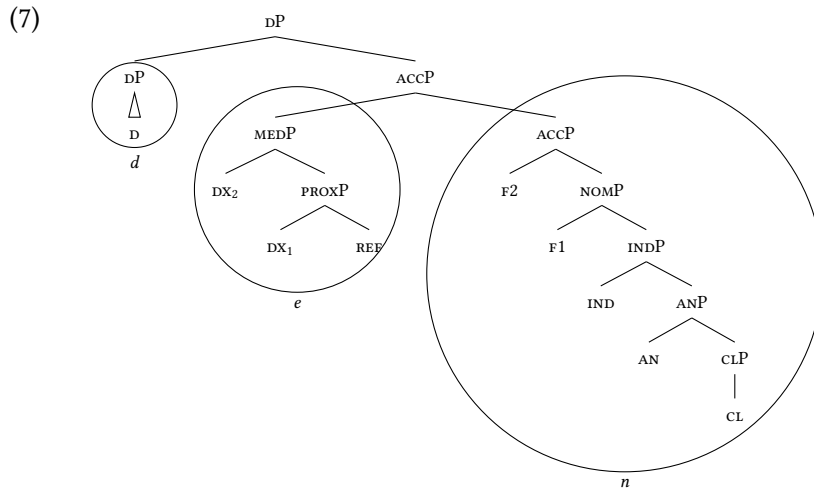 (7)
DP
DP ACCP
D MEDP ACCP
d
DX₂ PROXP F2 NOMP
DX₁ REF F1 INDP
e IND ANP
AN CLP
CL
n